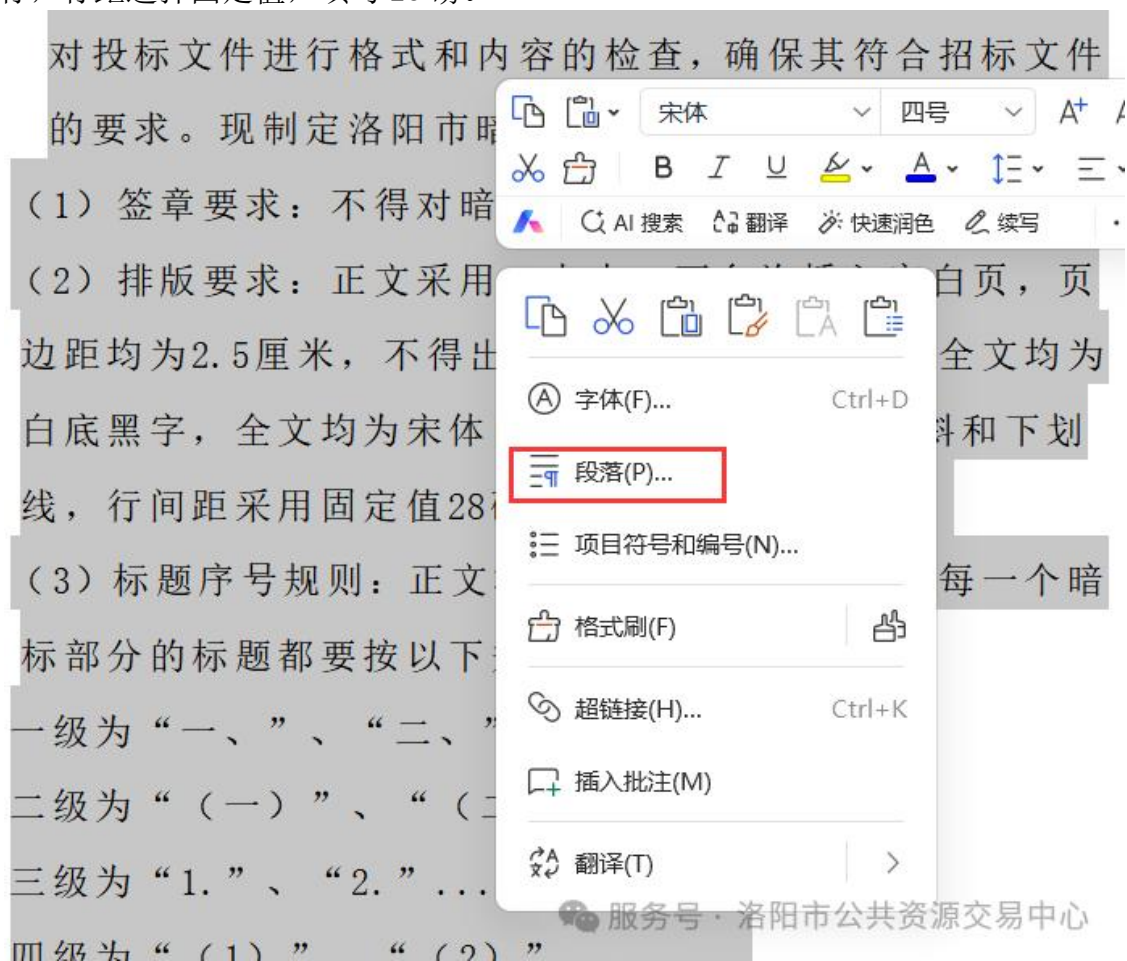 对投标文件进行格式和内容的检查，确保其符合招标文件
宋体 四号 A+
的要求。现制定洛阳市暗
B I U A
（1）签章要求：不得对暗
AI 搜索 翻译 快速润色 续写
（2）排版要求：正文采用 白页，页
边距均为2.5厘米，不得出 全文均为
字体(F)... Ctrl+D
白底黑字，全文均为宋体 和下划
段落(P)...
线，行间距采用固定值28
项目符号和编号(N)...
（3）标题序号规则：正文 每一个暗
格式刷(F)
标部分的标题都要按以下
超链接(H)... Ctrl+K
一级为“一、”、“二、”
插入批注(M)
二级为“（一）”、“（二
翻译(T)
三级为“1.”、“2.”...
服务号 · 洛阳市公共资源交易中心
四级为“（1）”、“（2）”